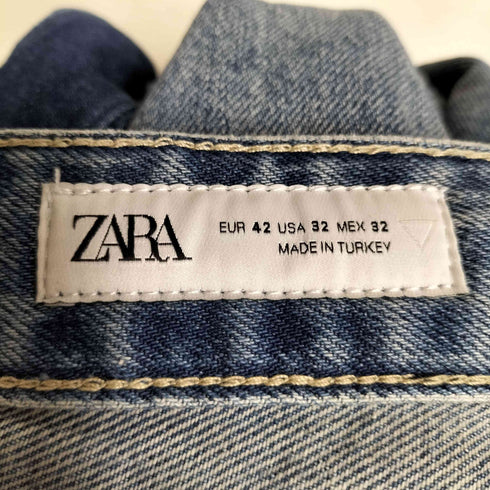 ZARA
EUR 42 USA 32 MEX 32
MADE IN TURKEY